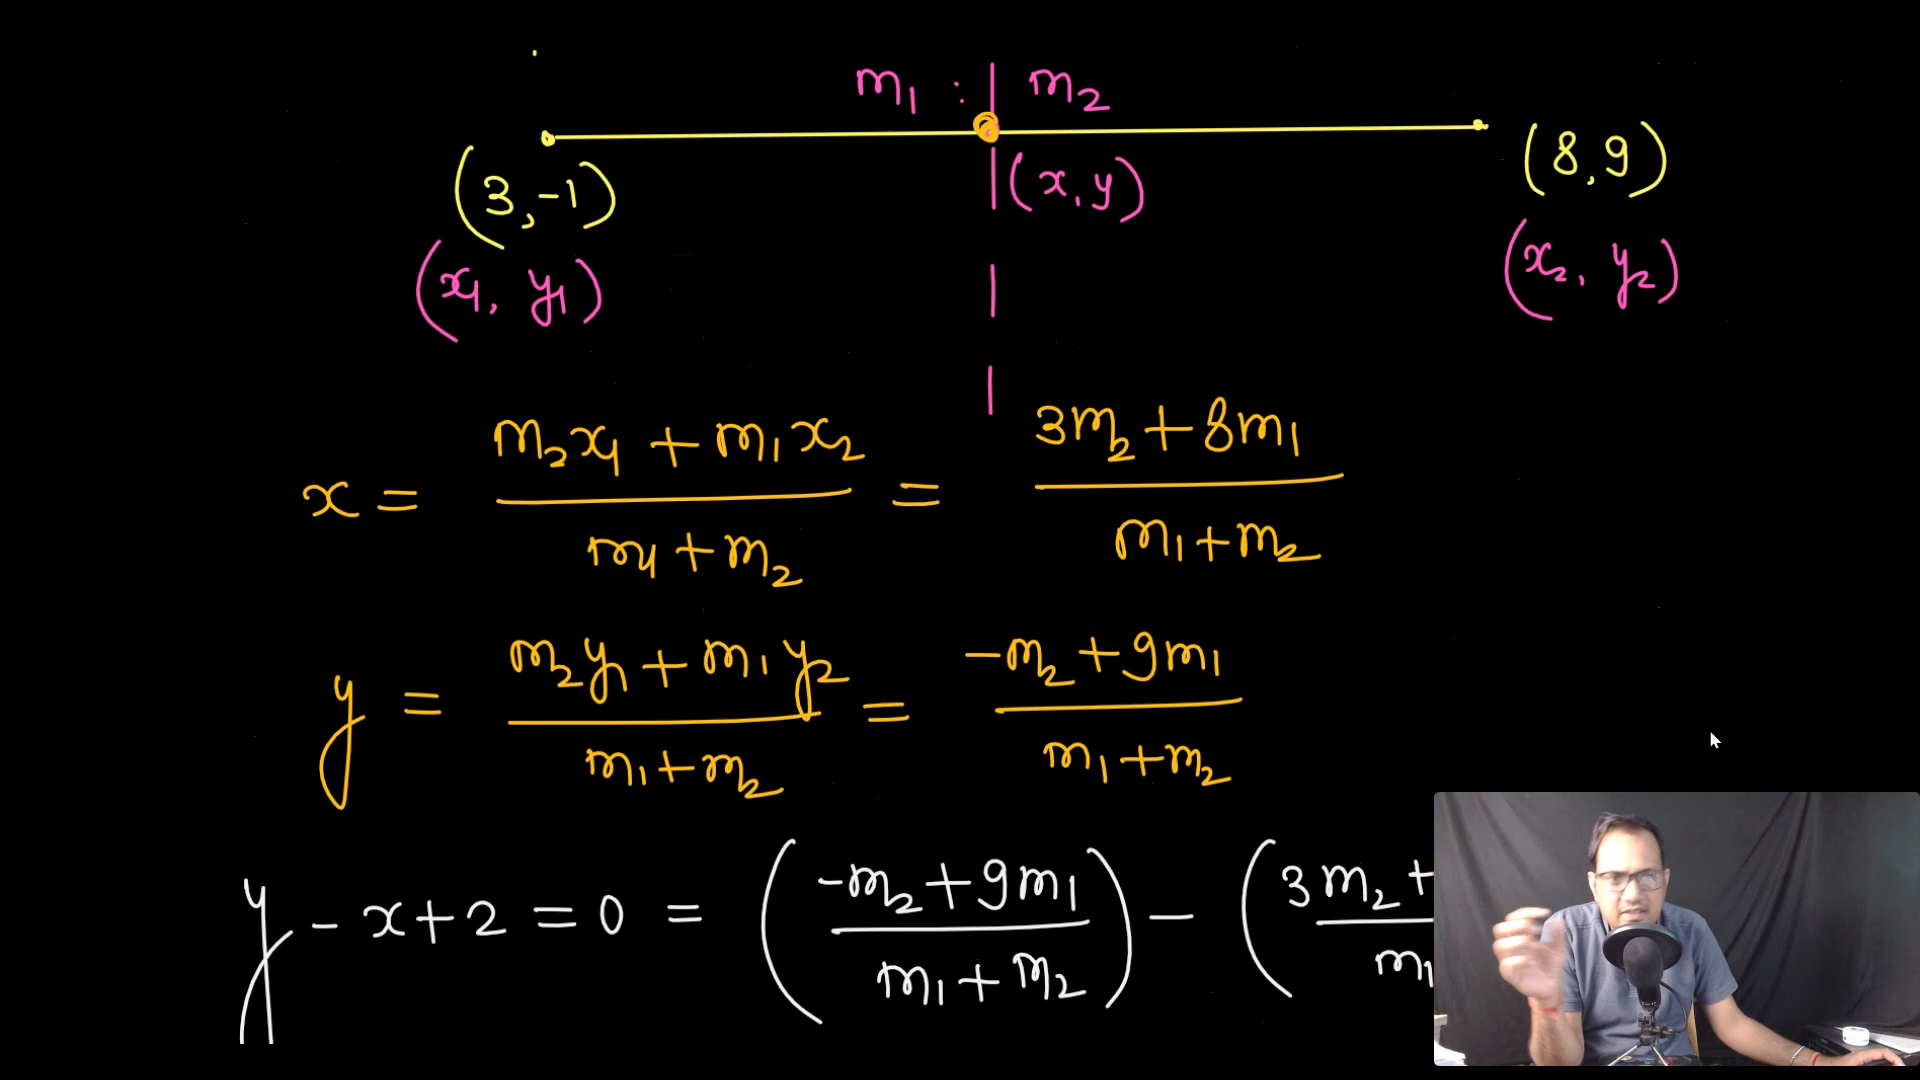 m₁ : m₂
(3,-1) (x,y) (8,9)
(x₁, y₁) (x₂, y₂)
x = (m₂x₁ + m₁x₂)/(m₁+m₂) = (3m₂+8m₁)/(m₁+m₂)
y = (m₂y₁ + m₁y₂)/(m₁+m₂) = (-m₂+9m₁)/(m₁+m₂)
y - x+2 = 0 = ((-m₂+9m₁)/(m₁+m₂)) - (3m₂+ / m₁